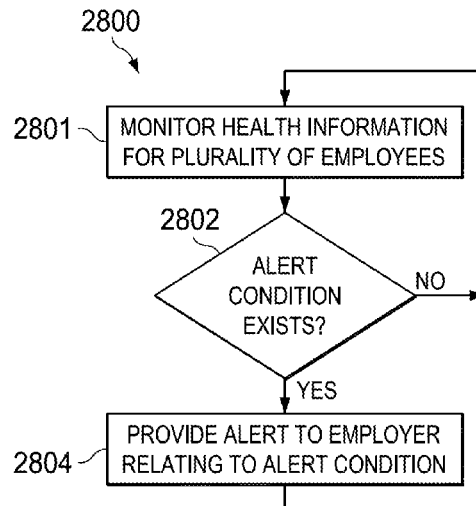 2800
2801
MONITOR HEALTH INFORMATION
FOR PLURALITY OF EMPLOYEES
2802
ALERT
CONDITION
EXISTS?
NO
YES
2804
PROVIDE ALERT TO EMPLOYER
RELATING TO ALERT CONDITION